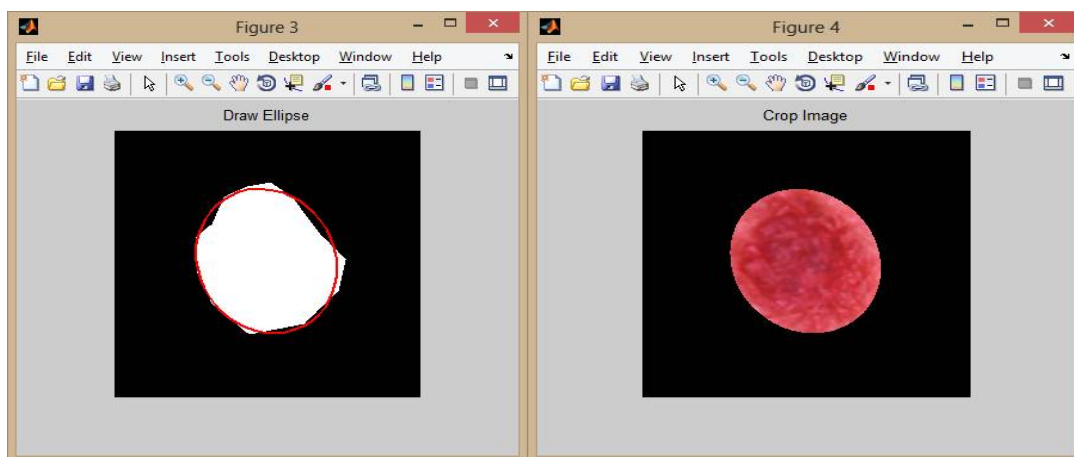 Figure 3
File Edit View Insert Tools Desktop Window Help
Draw Ellipse
Figure 4
File Edit View Insert Tools Desktop Window Help
Crop Image